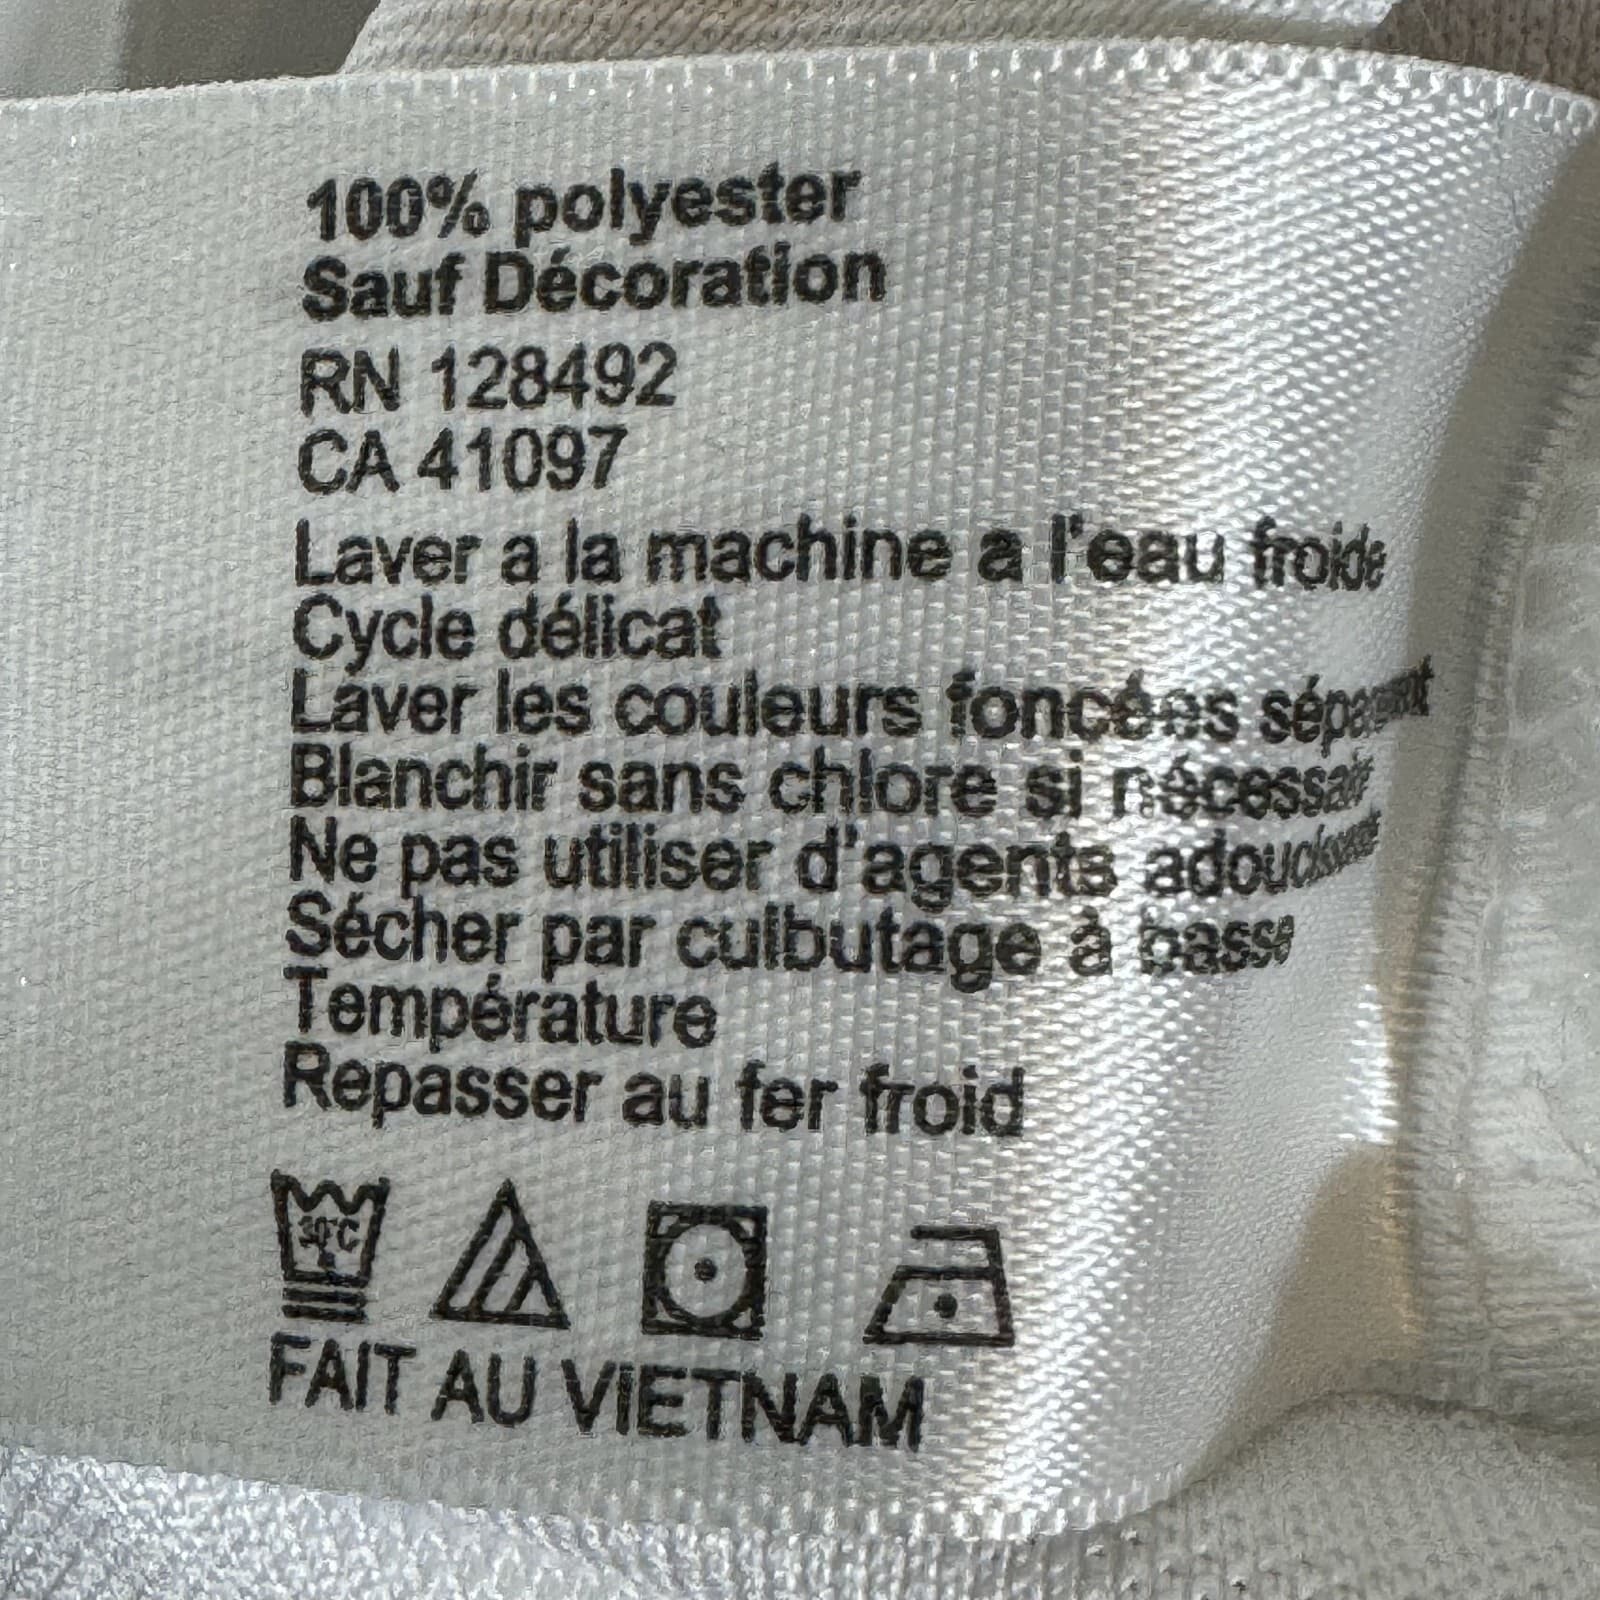 100% polyester
Sauf Décoration
RN 128492
CA 41097
Laver a la machine a l'eau froide
Cycle délicat
Laver les couleurs foncées
Blanchir sans chlore si
Ne pas utiliser d'agents
Sécher par culbutage à basse
Température
Repasser au fer froid
30°C
FAIT AU VIETNAM